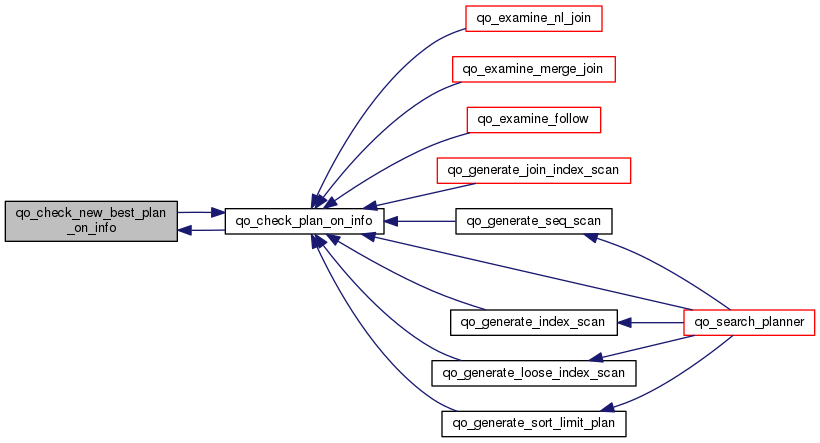 qo_examine_nl_join
qo_examine_merge_join
qo_examine_follow
qo_generate_join_index_scan
qo_check_new_best_plan
_on_info
qo_check_plan_on_info
qo_generate_seq_scan
qo_generate_index_scan
qo_search_planner
qo_generate_loose_index_scan
qo_generate_sort_limit_plan